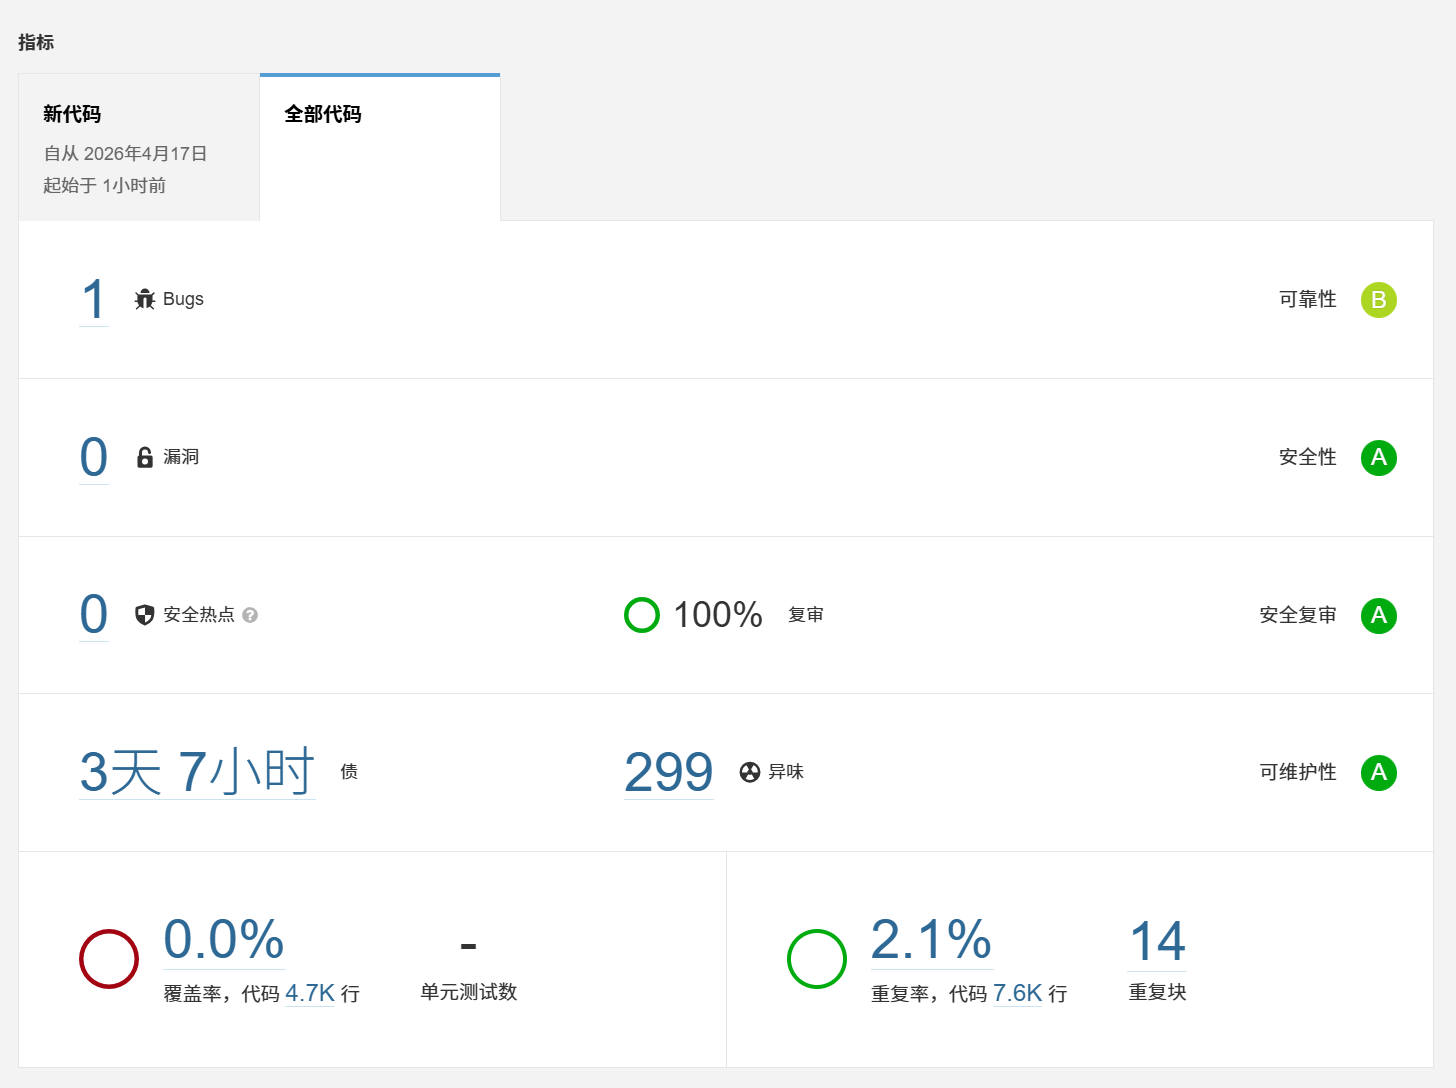 指标
新代码
自从 2026年4月17日
起始于 1小时前
全部代码
1 Bugs 可靠性 B
0 漏洞 安全性 A
0 安全热点 ? 100% 复审 安全复审 A
3天 7小时 债 299 异味 可维护性 A
0.0%
覆盖率，代码 4.7K 行
-
单元测试数
2.1%
重复率，代码 7.6K 行
14
重复块